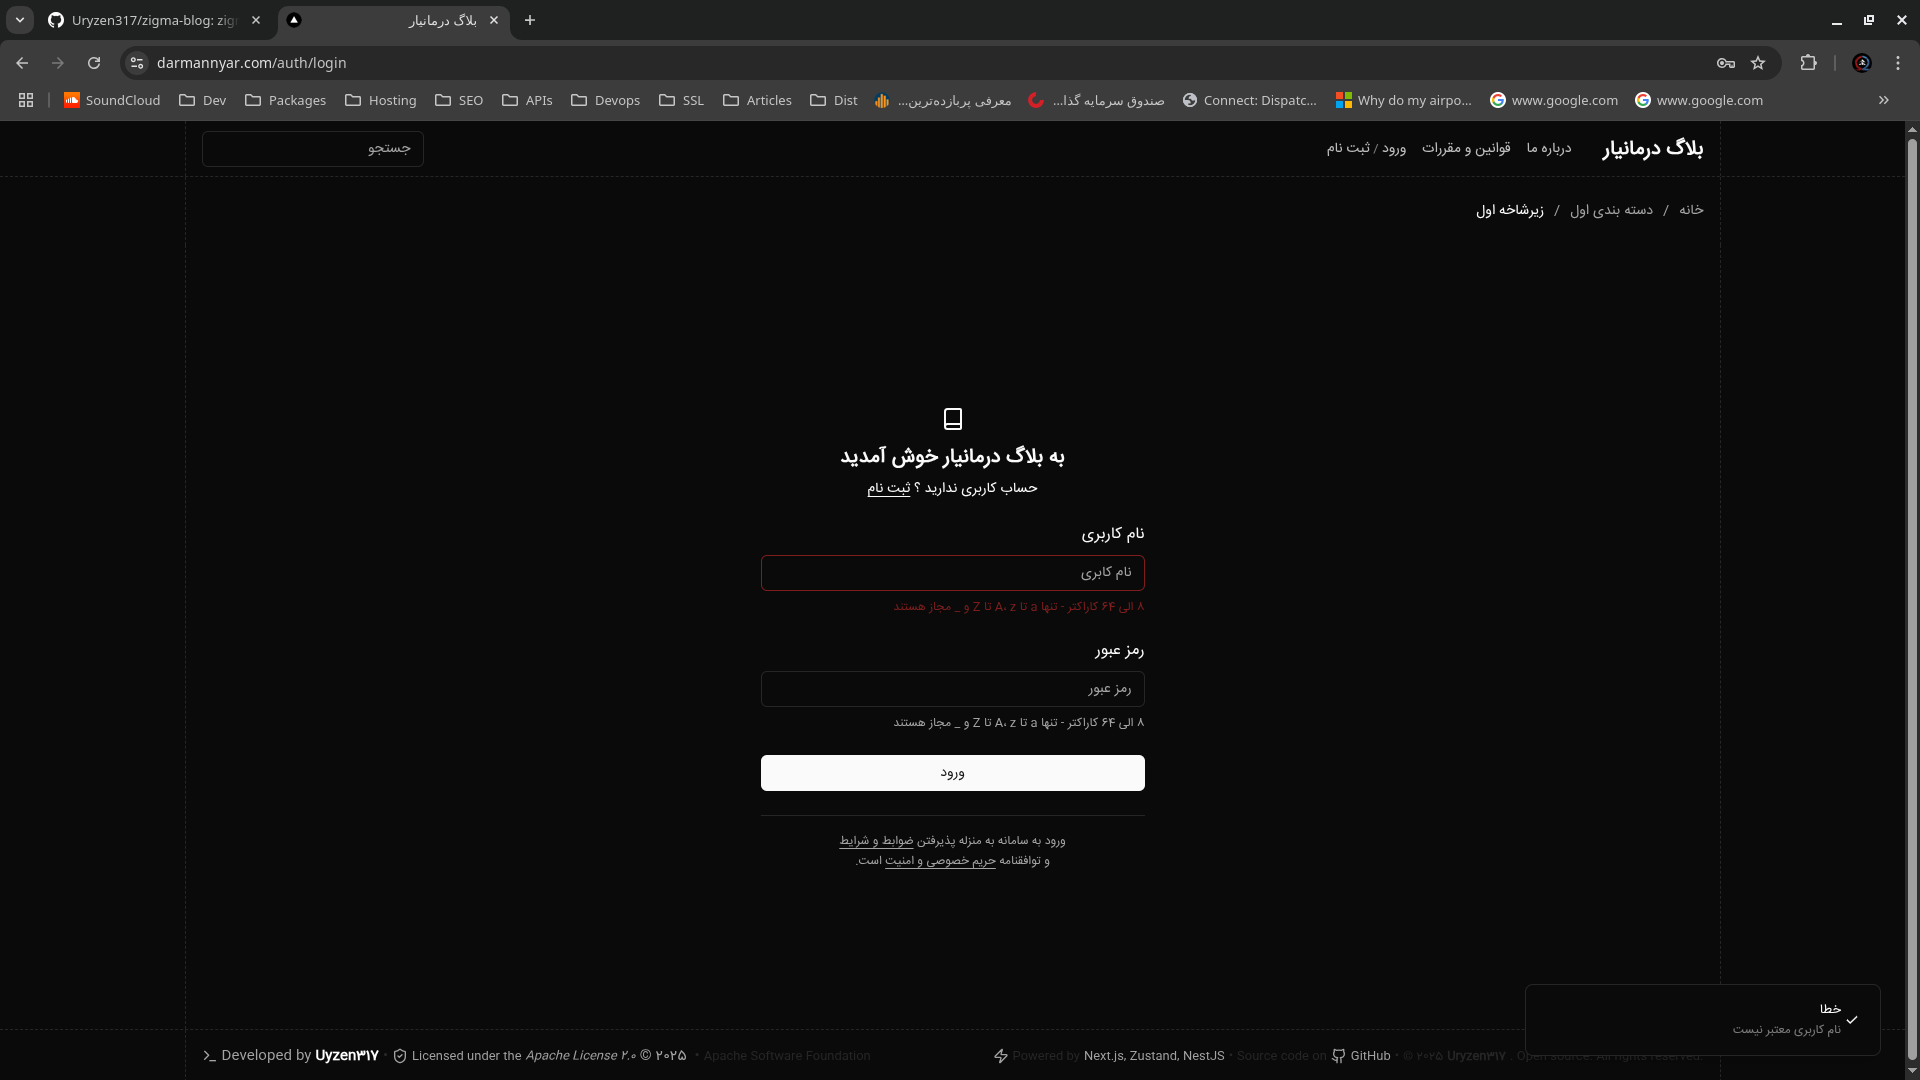 Uryzen317/zigma-blog: zig
بلاگ درمانیار
darmannyar.com/auth/login
SoundCloud
Dev
Packages
Hosting
SEO
APIs
Devops
SSL
Articles
Dist
معرفی پربازده‌ترین...
صندوق سرمایه گذا...
Connect: Dispatc...
Why do my airpo...
www.google.com
www.google.com
بلاگ درمانیار
درباره ما
قوانین و مقررات
ورود / ثبت نام
جستجو
خانه / دسته بندی اول / زیرشاخه اول
به بلاگ درمانیار خوش آمدید
حساب کاربری ندارید ؟ ثبت نام
نام کاربری
نام کابری
۸ الی ۶۴ کاراکتر - تنها a تا z ،A تا Z و _ مجاز هستند
رمز عبور
رمز عبور
۸ الی ۶۴ کاراکتر - تنها a تا z ،A تا Z و _ مجاز هستند
ورود
ورود به سامانه به منزله پذیرفتن ضوابط و شرایط
و توافقنامه حریم خصوصی و امنیت است.
خطا
نام کاربری معتبر نیست
Developed by Uyzen۳۱۷ • Licensed under the Apache License ۲.۰ © ۲۰۲۵ • Apache Software Foundation
Powered by Next.js, Zustand, NestJS • Source code on GitHub • © ۲۰۲۵ Uryzen۳۱۷ . Open source. All rights reserved.